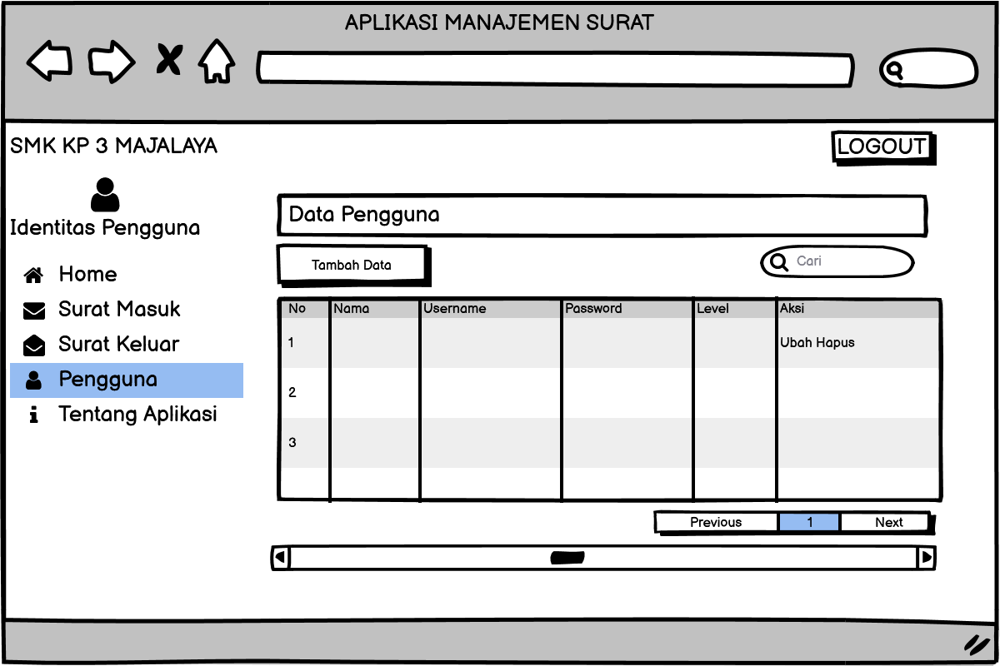 APLIKASI MANAJEMEN SURAT
SMK KP 3 MAJALAYA
LOGOUT
Identitas Pengguna
Home
Surat Masuk
Surat Keluar
Pengguna
Tentang Aplikasi
Data Pengguna
Tambah Data
Cari
No Nama Username Password Level Aksi
1 Ubah Hapus
2
3
Previous 1 Next